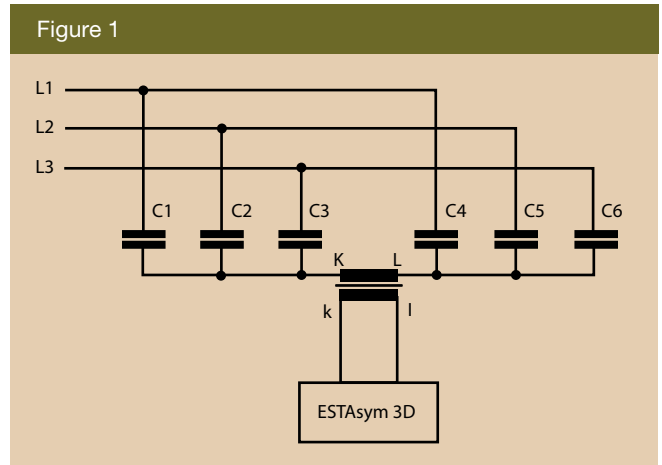 Figure 1
L1
L2
L3
C1 C2 C3 C4 C5 C6
K L
k l
ESTAsym 3D